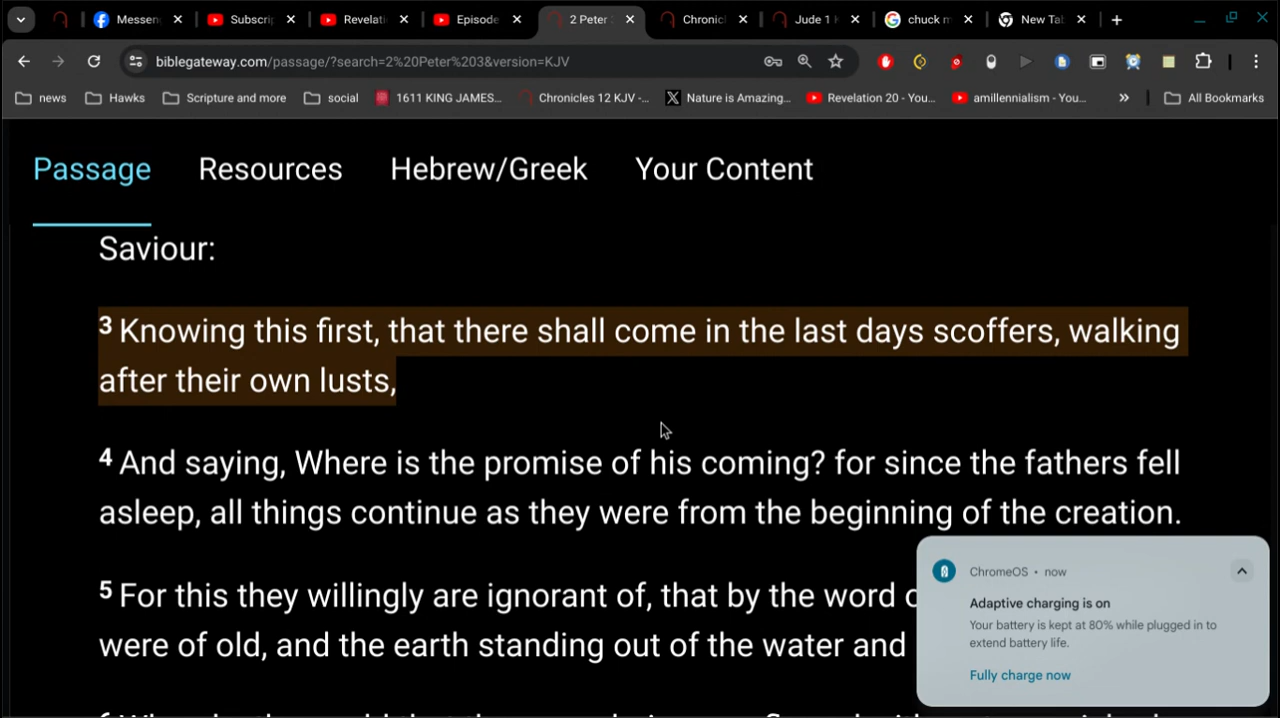 Messen
Subscri
Revelati
Episode
2 Peter
Chronic
Jude 1
chuck m
New Tab
biblegateway.com/passage/?search=2%20Peter%203&version=KJV
news
Hawks
Scripture and more
social
1611 KING JAMES...
Chronicles 12 KJV -...
Nature is Amazing...
Revelation 20 - You...
amillennialism - You...
»
All Bookmarks
Passage
Resources
Hebrew/Greek
Your Content
Saviour:
3 Knowing this first, that there shall come in the last days scoffers, walking
after their own lusts,
4 And saying, Where is the promise of his coming? for since the fathers fell
asleep, all things continue as they were from the beginning of the creation.
5 For this they willingly are ignorant of, that by the word
were of old, and the earth standing out of the water and
ChromeOS • now
Adaptive charging is on
Your battery is kept at 80% while plugged in to
extend battery life.
Fully charge now